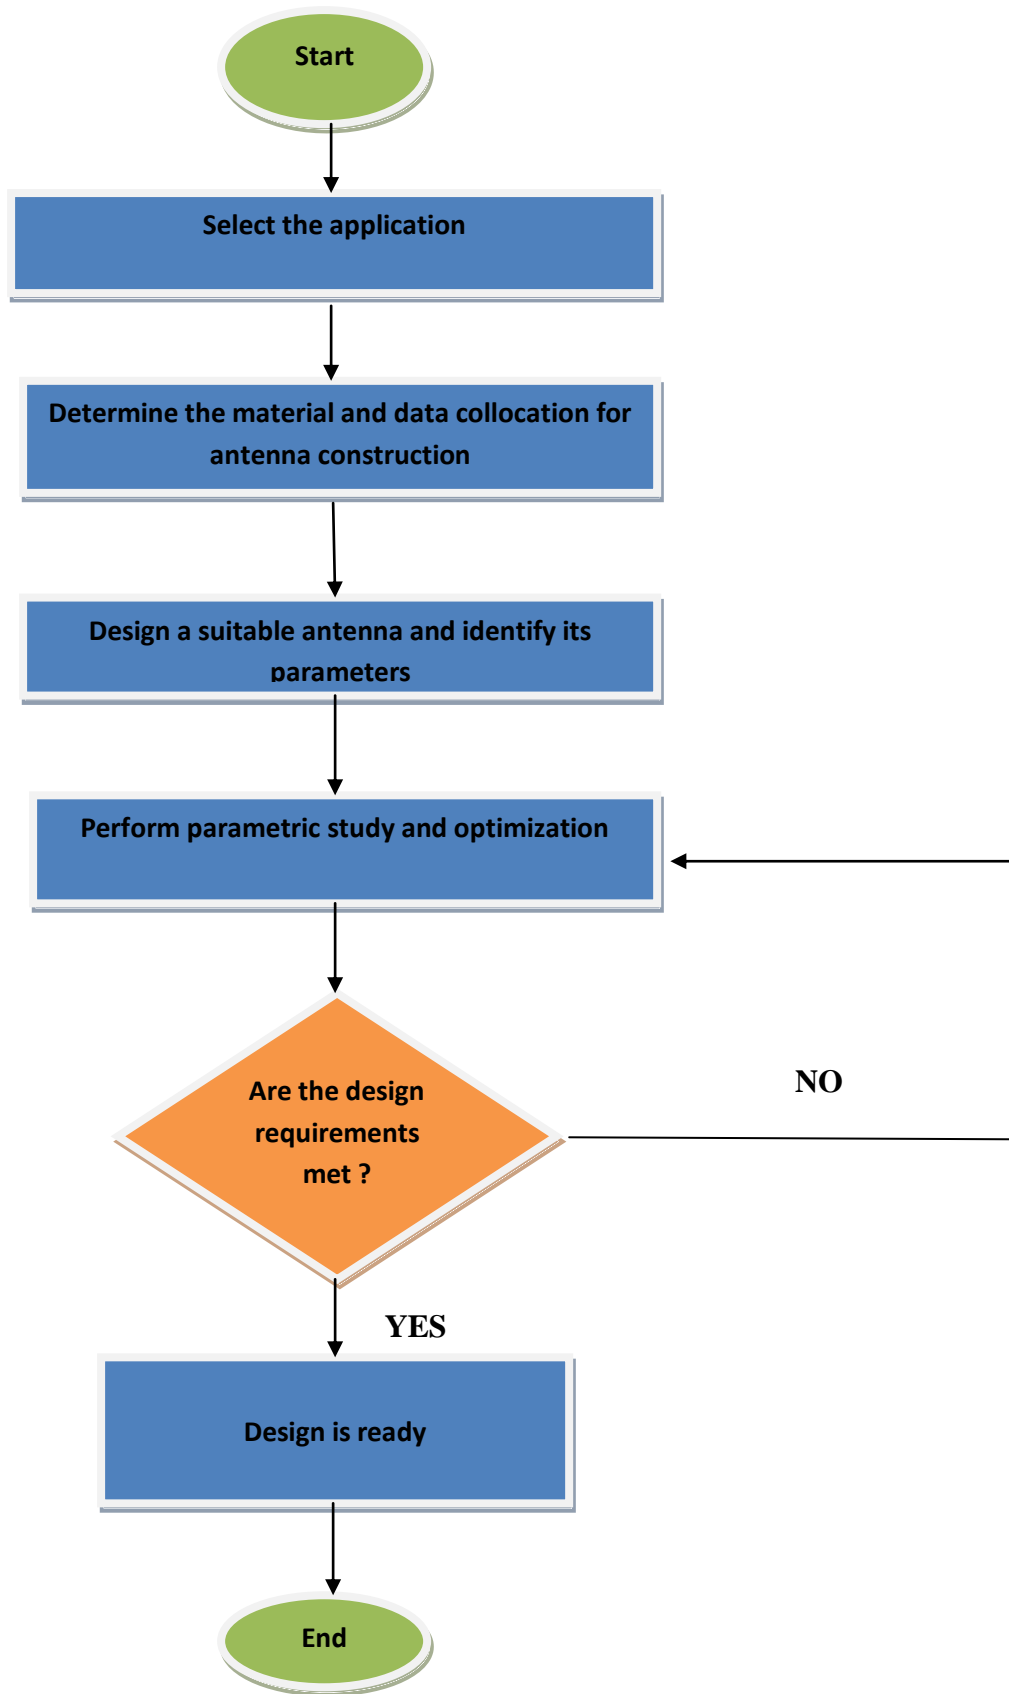 Start
Select the application
Determine the material and data collocation for
antenna construction
Design a suitable antenna and identify its
parameters
Perform parametric study and optimization
Are the design
requirements
met ?
NO
YES
Design is ready
End